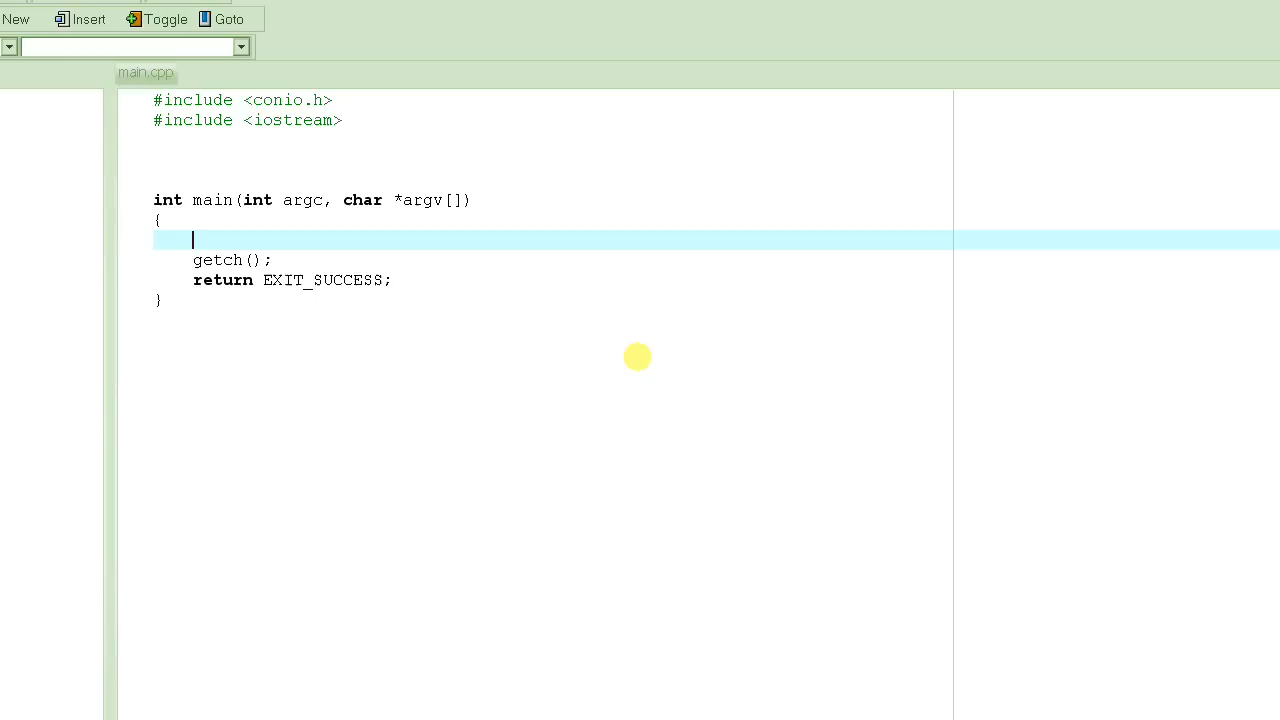 New Insert Toggle Goto
main.cpp
#include <conio.h>
#include <iostream>
int main(int argc, char *argv[])
{
getch();
return EXIT_SUCCESS;
}